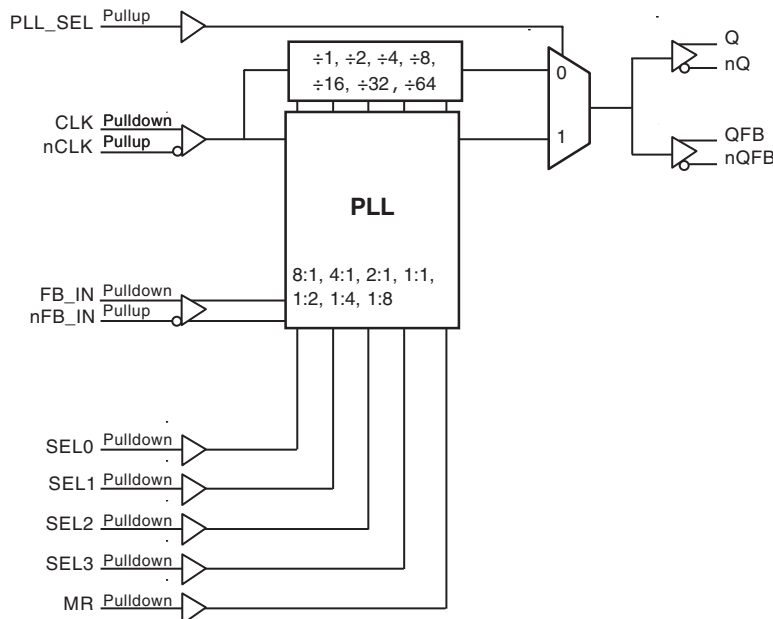 PLL_SEL Pullup
÷1, ÷2, ÷4, ÷8,
÷16, ÷32, ÷64
0
1
Q
nQ
QFB
nQFB
CLK Pulldown
nCLK Pullup
PLL
8:1, 4:1, 2:1, 1:1,
1:2, 1:4, 1:8
FB_IN Pulldown
nFB_IN Pullup
SEL0 Pulldown
SEL1 Pulldown
SEL2 Pulldown
SEL3 Pulldown
MR Pulldown